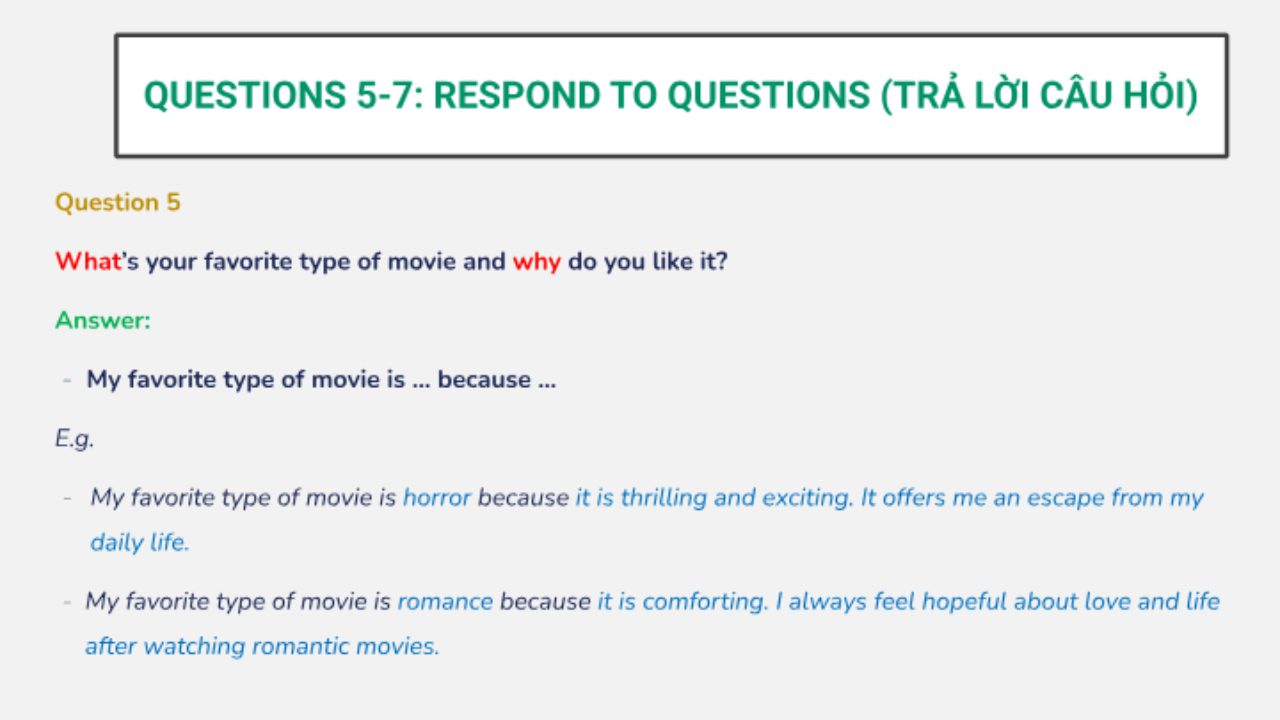 QUESTIONS 5-7: RESPOND TO QUESTIONS (TRẢ LỜI CÂU HỎI)
Question 5
What's your favorite type of movie and why do you like it?
Answer:
- My favorite type of movie is ... because ...
E.g.
- My favorite type of movie is horror because it is thrilling and exciting. It offers me an escape from my
daily life.
- My favorite type of movie is romance because it is comforting. I always feel hopeful about love and life
after watching romantic movies.